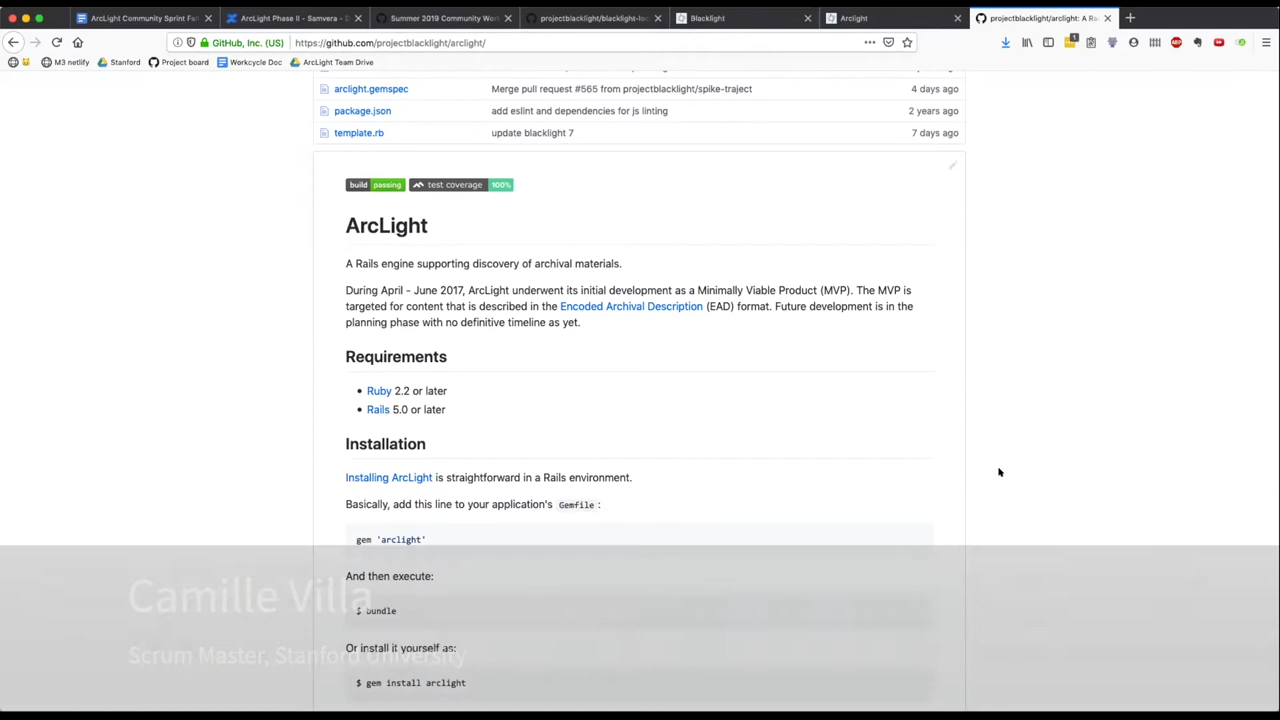 ArcLight Community Sprint Fal
ArcLight Phase II - Samvera - D
Summer 2019 Community Wor
projectblacklight/blacklight-loc
Blacklight
Arclight
projectblacklight/arclight: A Ra
GitHub, Inc. (US)
https://github.com/projectblacklight/arclight/
1
ABP
M3 netlify
Stanford
Project board
Workcycle Doc
ArcLight Team Drive
arclight.gemspec
Merge pull request #565 from projectblacklight/spike-traject
4 days ago
package.json
add eslint and dependencies for js linting
2 years ago
template.rb
update blacklight 7
7 days ago
build passing test coverage 100%
ArcLight
A Rails engine supporting discovery of archival materials.
During April - June 2017, ArcLight underwent its initial development as a Minimally Viable Product (MVP). The MVP is
targeted for content that is described in the Encoded Archival Description (EAD) format. Future development is in the
planning phase with no definitive timeline as yet.
Requirements
• Ruby 2.2 or later
• Rails 5.0 or later
Installation
Installing ArcLight is straightforward in a Rails environment.
Basically, add this line to your application's Gemfile :
gem 'arclight'
And then execute:
Camille Villa
$ bundle
Or install it yourself as:
Scrum Master, Stanford University
$ gem install arclight